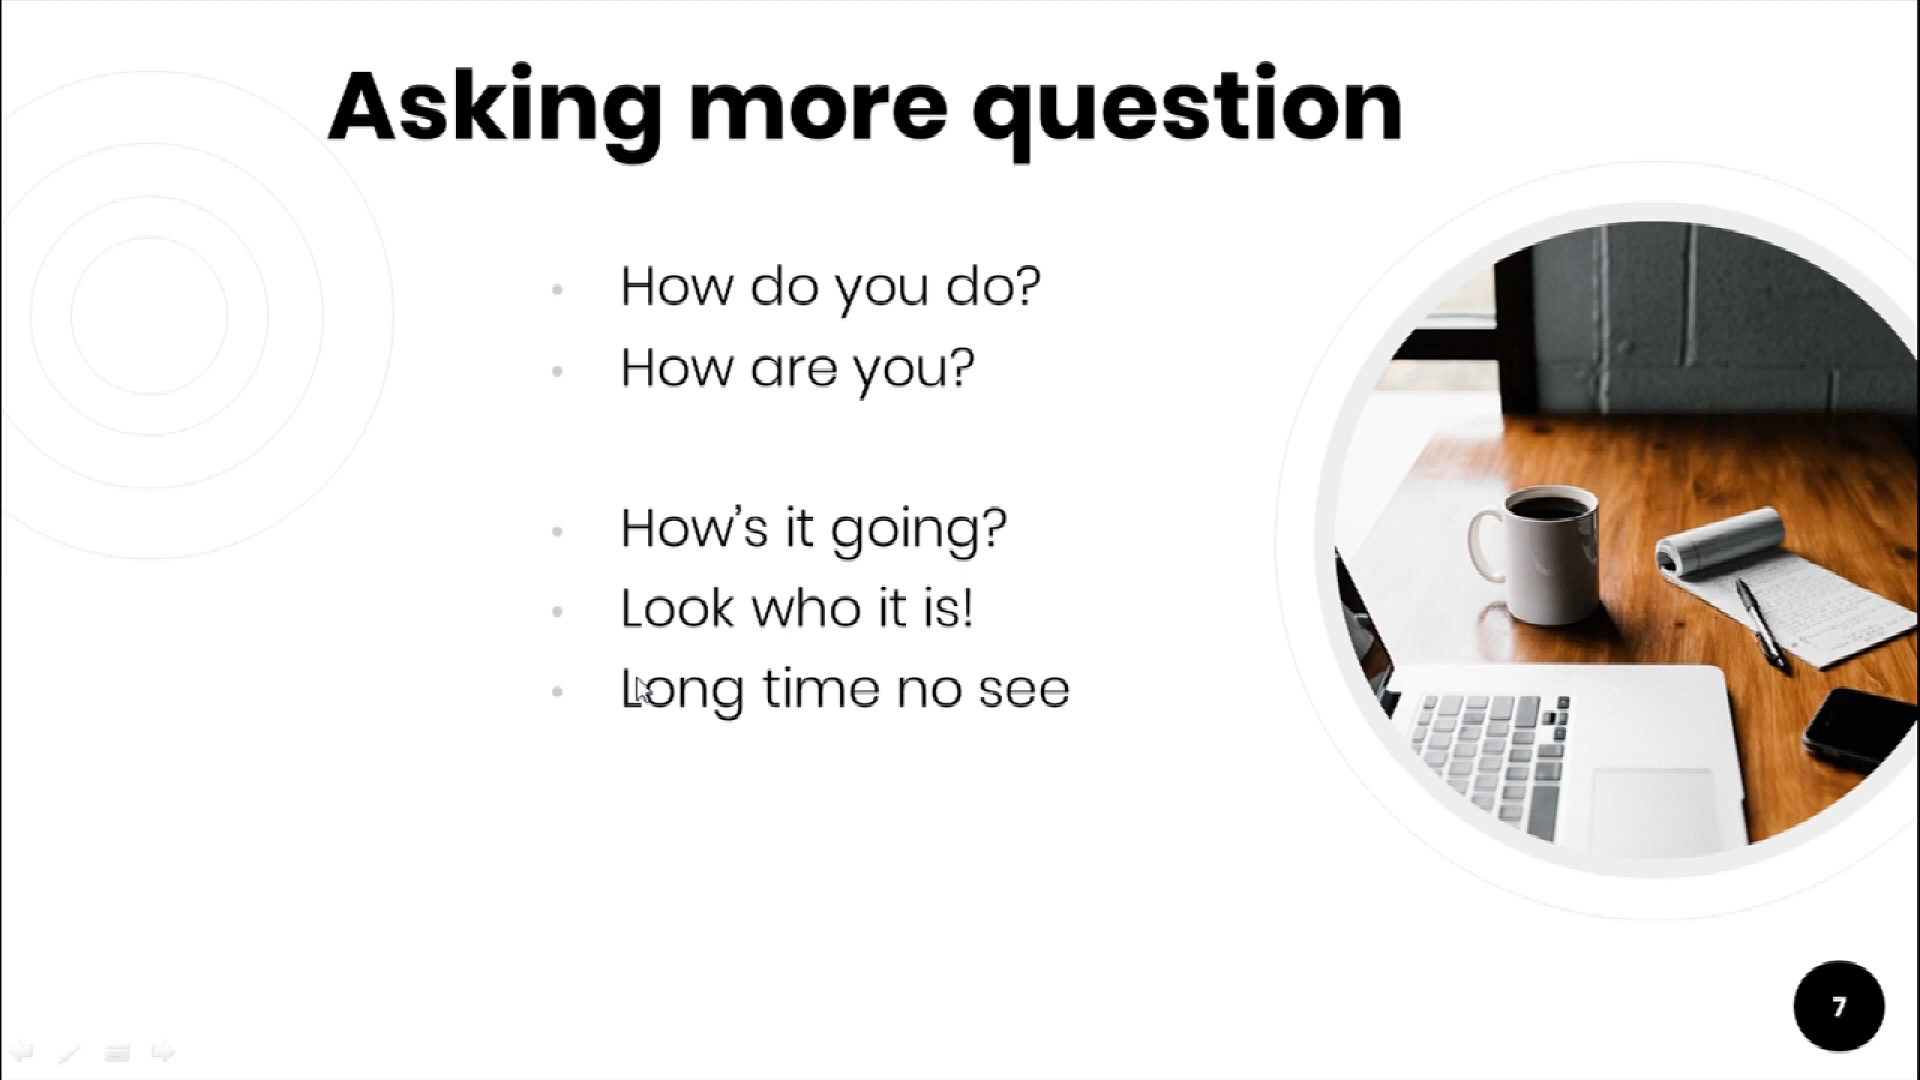 Asking more question
How do you do?
How are you?
How's it going?
Look who it is!
Long time no see
7